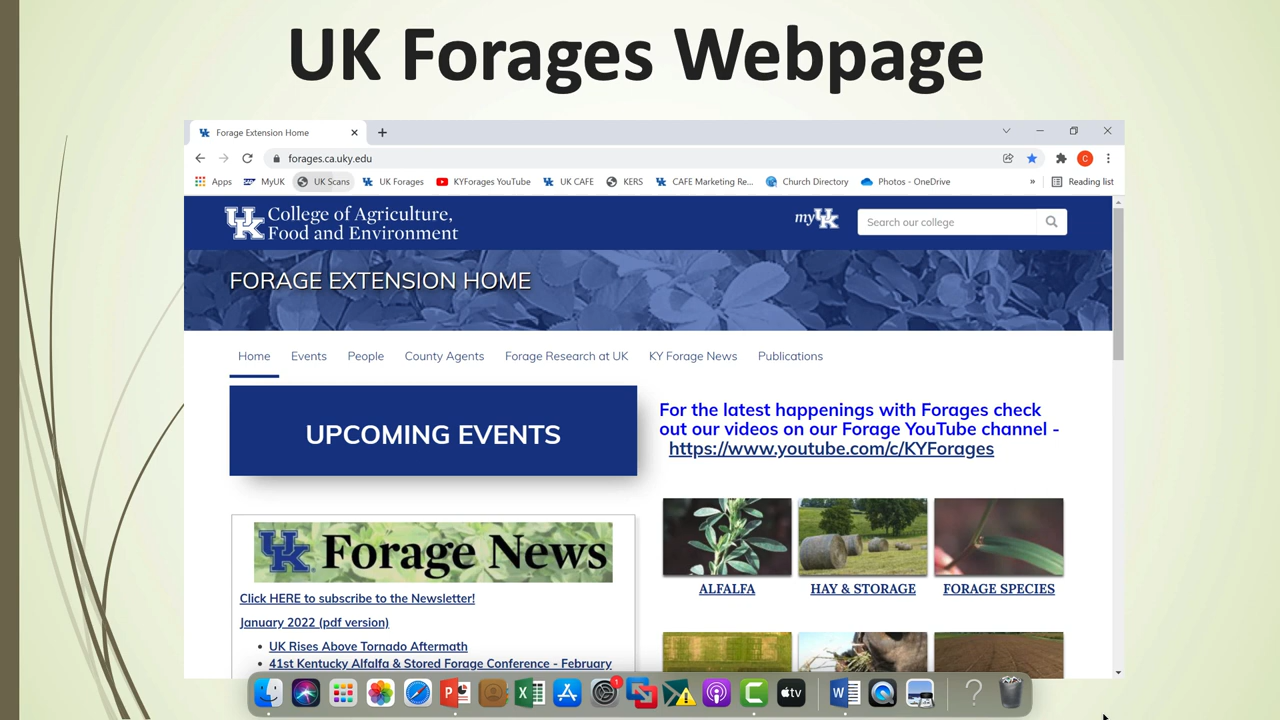 UK Forages Webpage
Forage Extension Home
forages.ca.uky.edu
C
Apps
MyUK
UK Scans
UK Forages
KYForages YouTube
UK CAFE
KERS
CAFE Marketing Re...
Church Directory
Photos - OneDrive
»
Reading list
UK College of Agriculture,
Food and Environment
my UK
Search our college
FORAGE EXTENSION HOME
Home
Events
People
County Agents
Forage Research at UK
KY Forage News
Publications
UPCOMING EVENTS
For the latest happenings with Forages check
out our videos on our Forage YouTube channel -
https://www.youtube.com/c/KYForages
UK Forage News
Click HERE to subscribe to the Newsletter!
January 2022 (pdf version)
• UK Rises Above Tornado Aftermath
• 41st Kentucky Alfalfa & Stored Forage Conference - February
ALFALFA
HAY & STORAGE
FORAGE SPECIES
P
X
1
C
tv
W
?